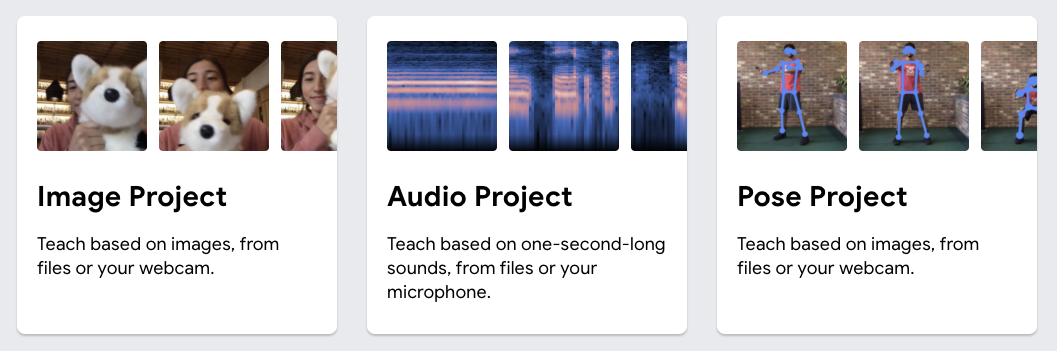 Image Project
Teach based on images, from
files or your webcam.
Audio Project
Teach based on one-second-long
sounds, from files or your
microphone.
Pose Project
Teach based on images, from
files or your webcam.